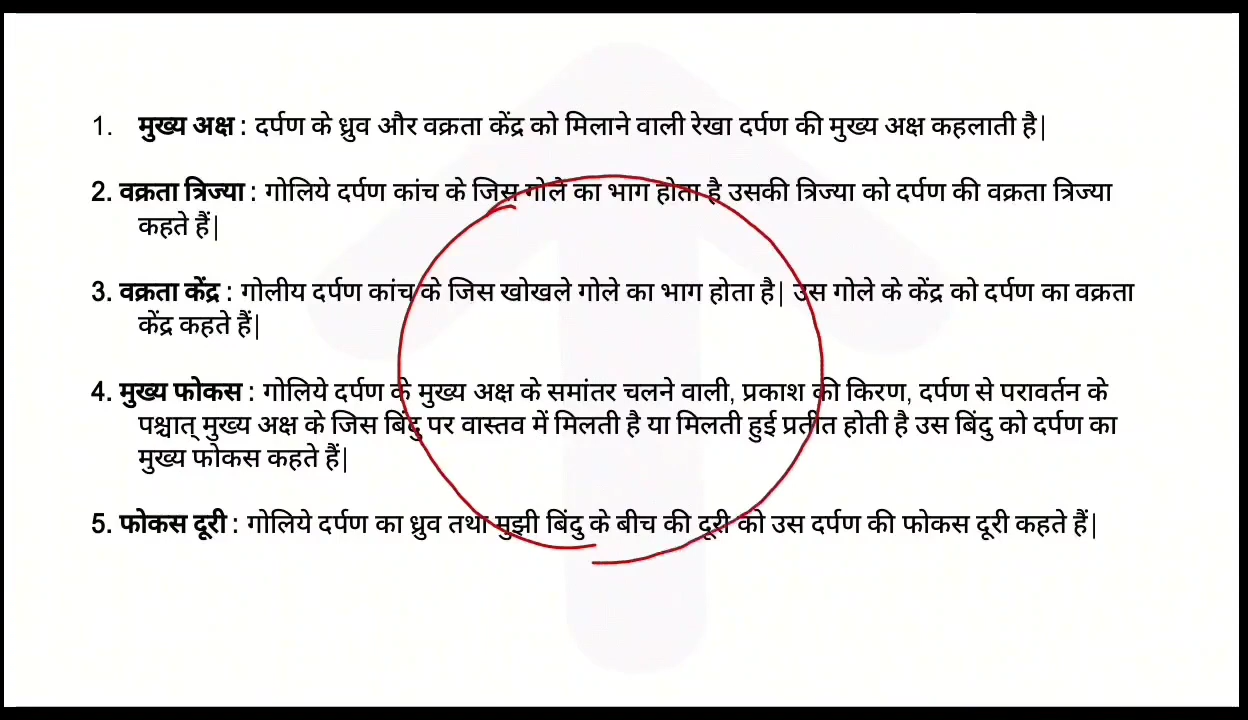 1. मुख्य अक्ष : दर्पण के ध्रुव और वक्रता केंद्र को मिलाने वाली रेखा दर्पण की मुख्य अक्ष कहलाती है|
2. वक्रता त्रिज्या : गोलिये दर्पण कांच के जिस गोले का भाग होता है उसकी त्रिज्या को दर्पण की वक्रता त्रिज्या
कहते हैं|
3. वक्रता केंद्र : गोलीय दर्पण कांच के जिस खोखले गोले का भाग होता है| उस गोले के केंद्र को दर्पण का वक्रता
केंद्र कहते हैं|
4. मुख्य फोकस : गोलिये दर्पण के मुख्य अक्ष के समांतर चलने वाली, प्रकाश की किरण, दर्पण से परावर्तन के
पश्चात् मुख्य अक्ष के जिस बिंदु पर वास्तव में मिलती है या मिलती हुई प्रतीत होती है उस बिंदु को दर्पण का
मुख्य फोकस कहते हैं|
5. फोकस दूरी : गोलिये दर्पण का ध्रुव तथा मुझी बिंदु के बीच की दूरी को उस दर्पण की फोकस दूरी कहते हैं|